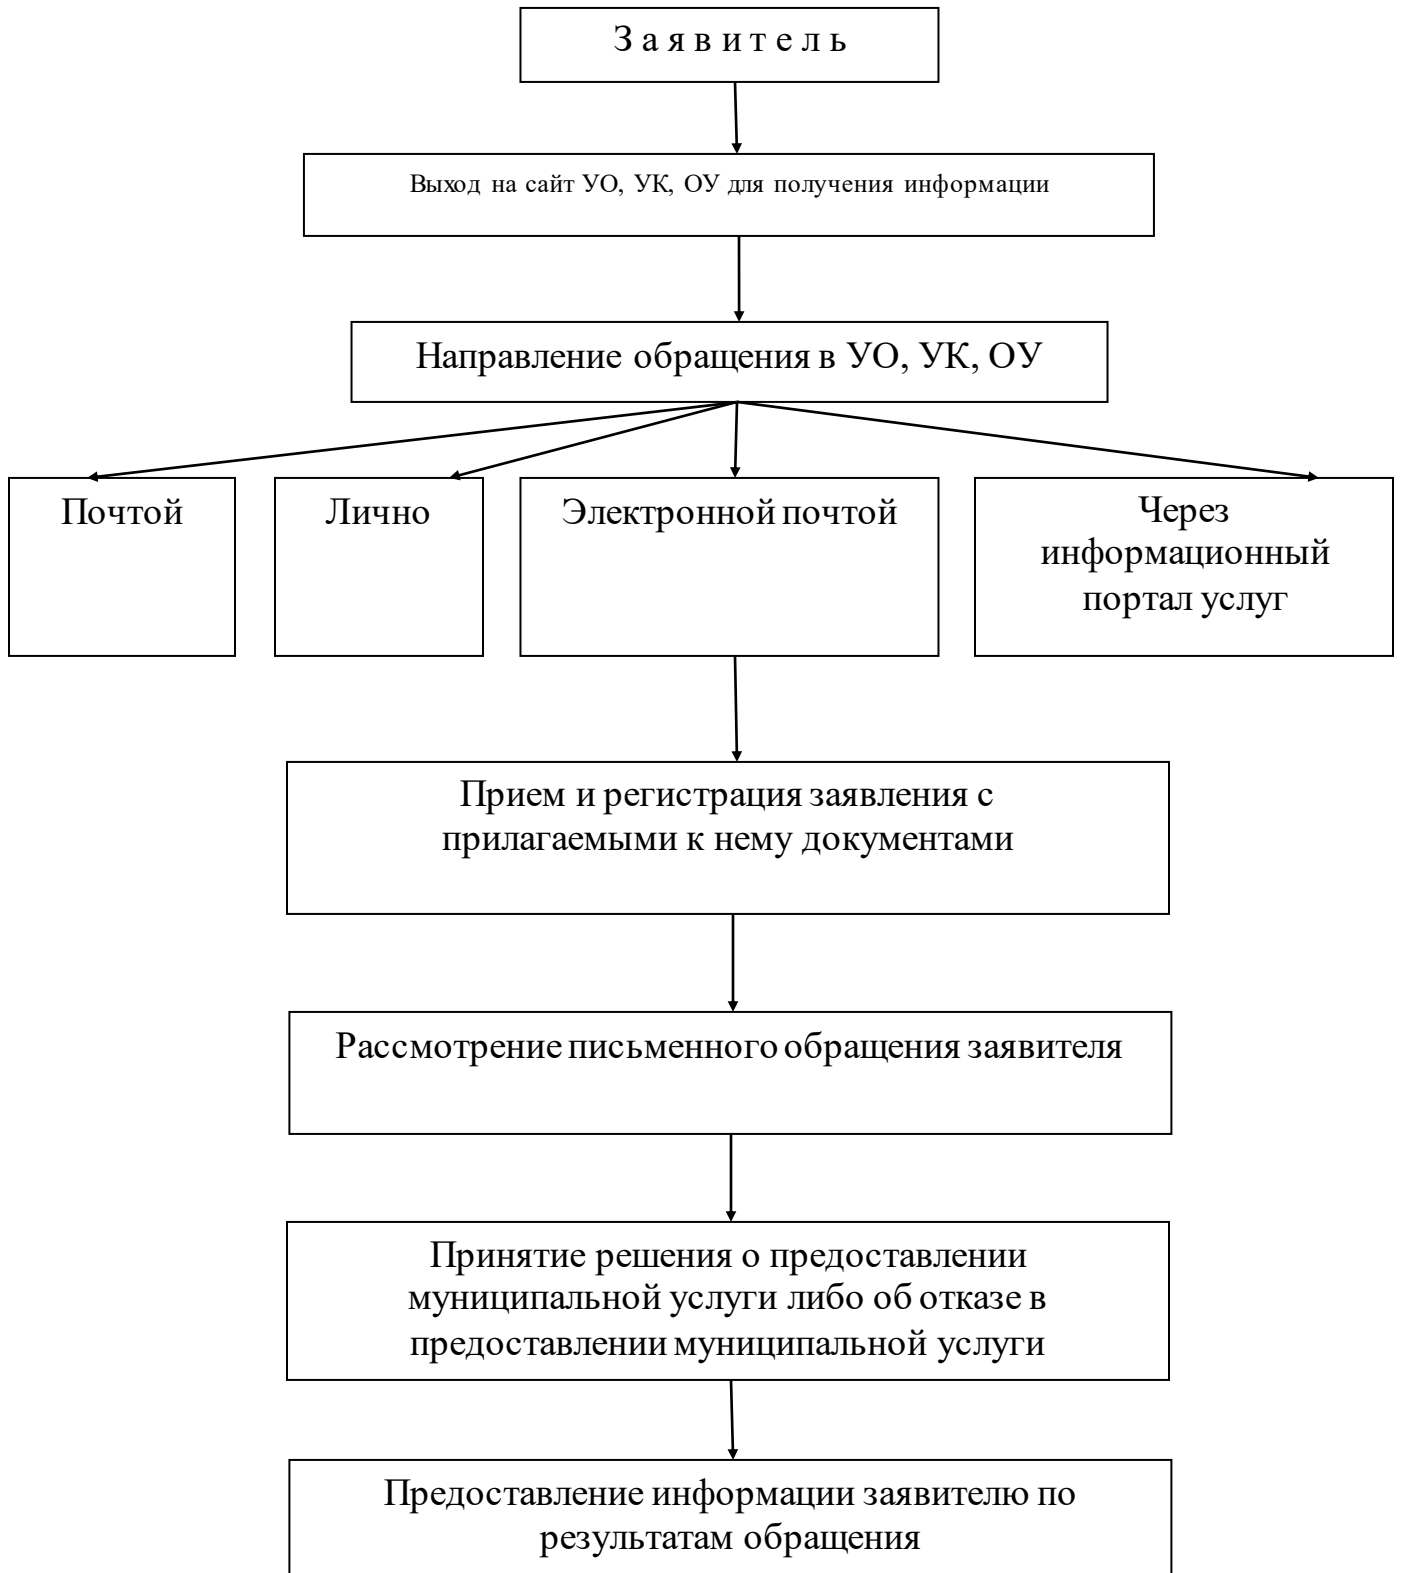 З а я в и т е л ь
Выход на сайт УО, УК, ОУ для получения информации
Направление обращения в УО, УК, ОУ
Почтой
Лично
Электронной почтой
Через
информационный
портал услуг
Прием и регистрация заявления с
прилагаемыми к нему документами
Рассмотрение письменного обращения заявителя
Принятие решения о предоставлении
муниципальной услуги либо об отказе в
предоставлении муниципальной услуги
Предоставление информации заявителю по
результатам обращения